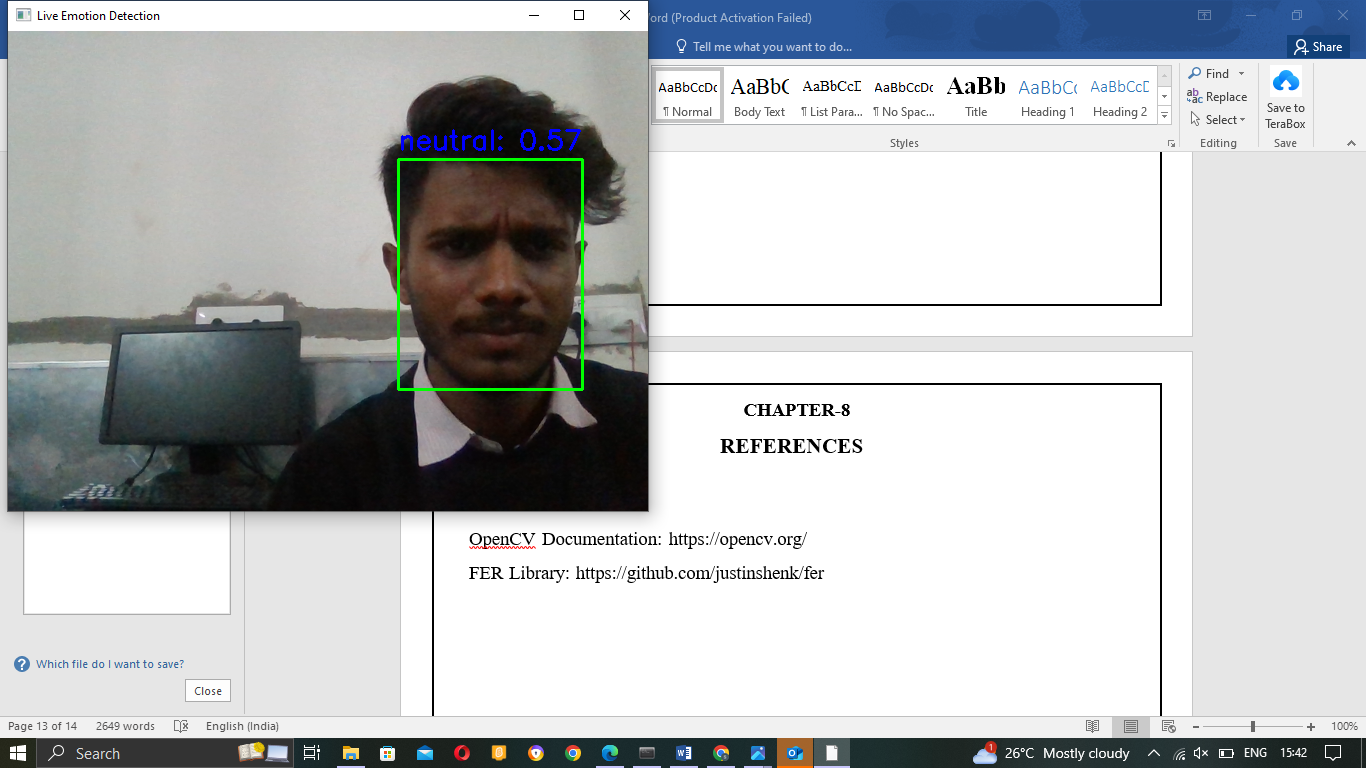 Live Emotion Detection
Word (Product Activation Failed)
Tell me what you want to do...
Share
neutral: 0.57
AaBbCcDc
AaBbC
AaBbCcD
AaBbCcDc
AaBb
AaBbCc
AaBbCcD
¶ Normal
Body Text
¶ List Para...
¶ No Spac...
Title
Heading 1
Heading 2
Styles
Find
Replace
Select
Editing
Save to
TeraBox
Save
CHAPTER-8
REFERENCES
OpenCV Documentation: https://opencv.org/
FER Library: https://github.com/justinshenk/fer
Which file do I want to save?
Close
Page 13 of 14
2649 words
English (India)
100%
Search
1
26°C Mostly cloudy
ENG
15:42